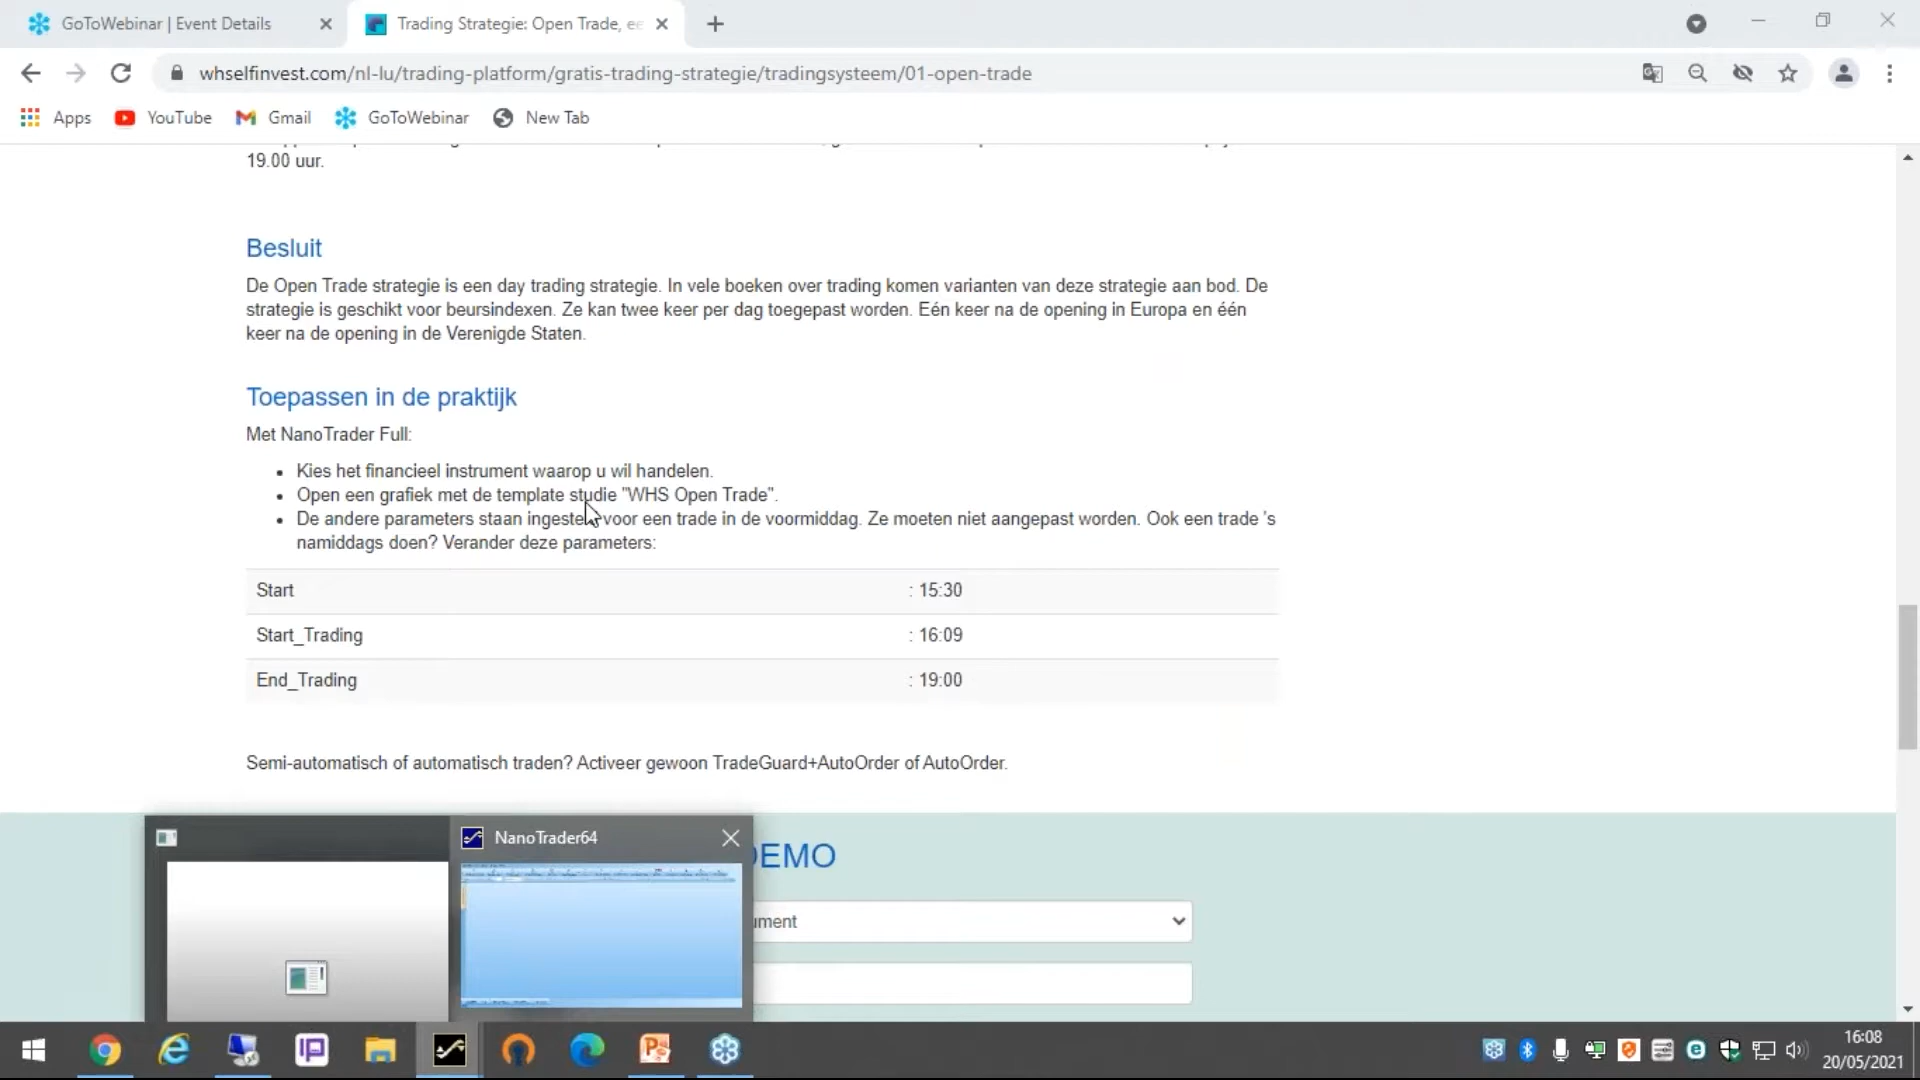 GoToWebinar | Event Details
Trading Strategie: Open Trade, ee
whselfinvest.com/nl-lu/trading-platform/gratis-trading-strategie/tradingsysteem/01-open-trade
Apps YouTube Gmail GoToWebinar New Tab
19.00 uur.
Besluit
De Open Trade strategie is een day trading strategie. In vele boeken over trading komen varianten van deze strategie aan bod. De
strategie is geschikt voor beursindexen. Ze kan twee keer per dag toegepast worden. Eén keer na de opening in Europa en één
keer na de opening in de Verenigde Staten.
Toepassen in de praktijk
Met NanoTrader Full:
• Kies het financieel instrument waarop u wil handelen.
• Open een grafiek met de template studie "WHS Open Trade".
• De andere parameters staan ingesteld voor een trade in de voormiddag. Ze moeten niet aangepast worden. Ook een trade 's
namiddags doen? Verander deze parameters:
Start : 15:30
Start_Trading : 16:09
End_Trading : 19:00
Semi-automatisch of automatisch traden? Activeer gewoon TradeGuard+AutoOrder of AutoOrder.
NanoTrader64
DEMO
ument
16:08
20/05/2021